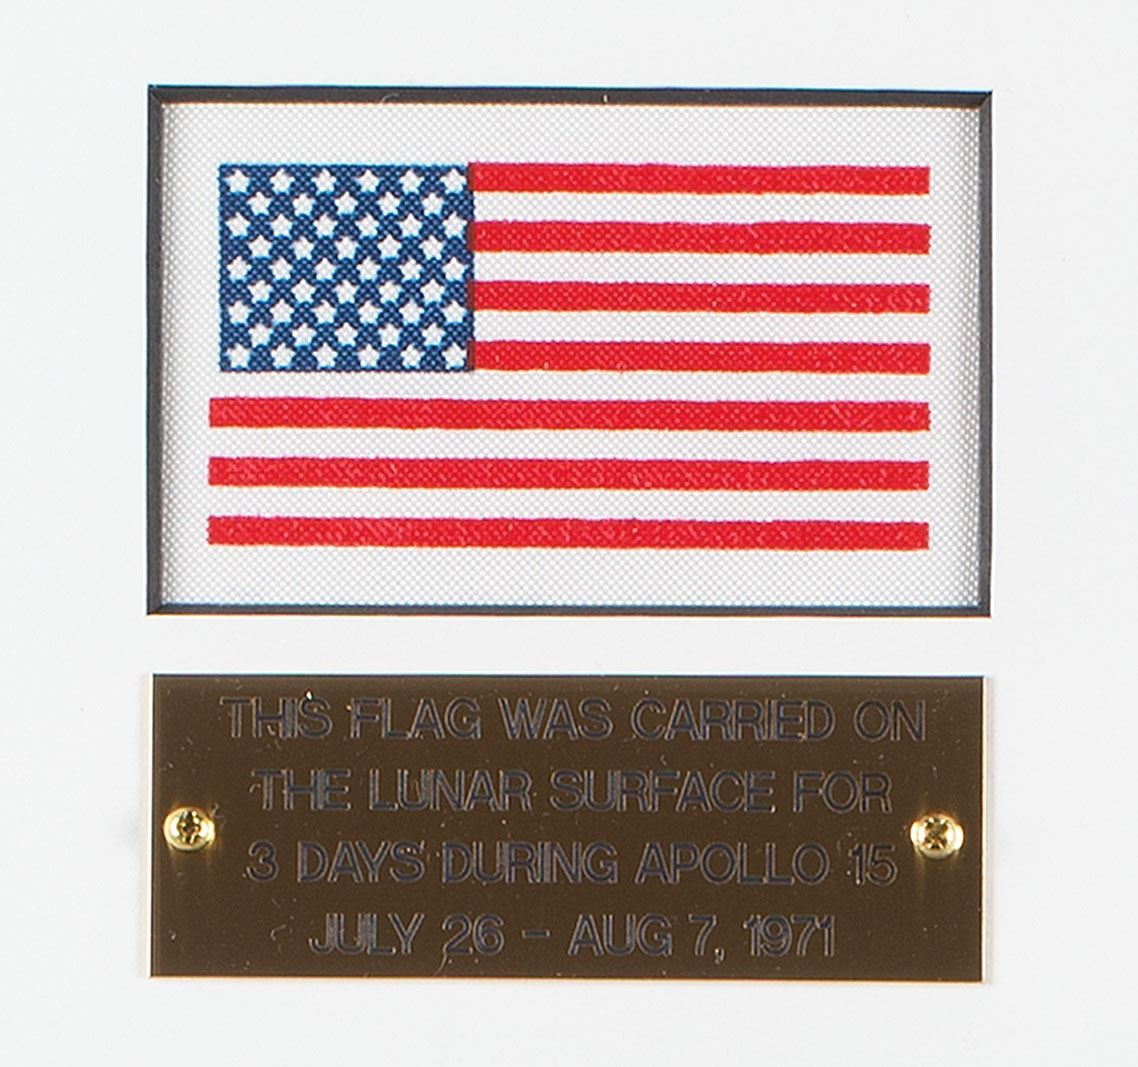 THIS FLAG WAS CARRIED ON
THE LUNAR SURFACE FOR
3 DAYS DURING APOLLO 15
JULY 26 - AUG 7, 1971